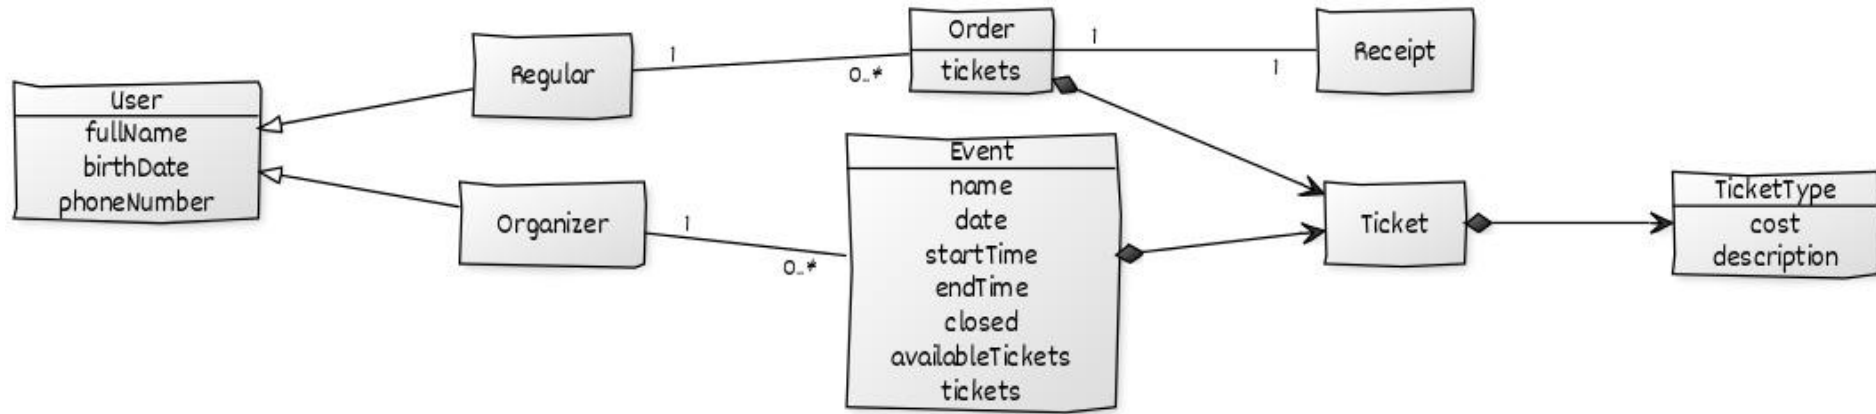 User
fullName
birthDate
phoneNumber
Regular
1
0..*
Order
tickets
1
1
Receipt
Organizer
1
0..*
Event
name
date
startTime
endTime
closed
availableTickets
tickets
Ticket
TicketType
cost
description